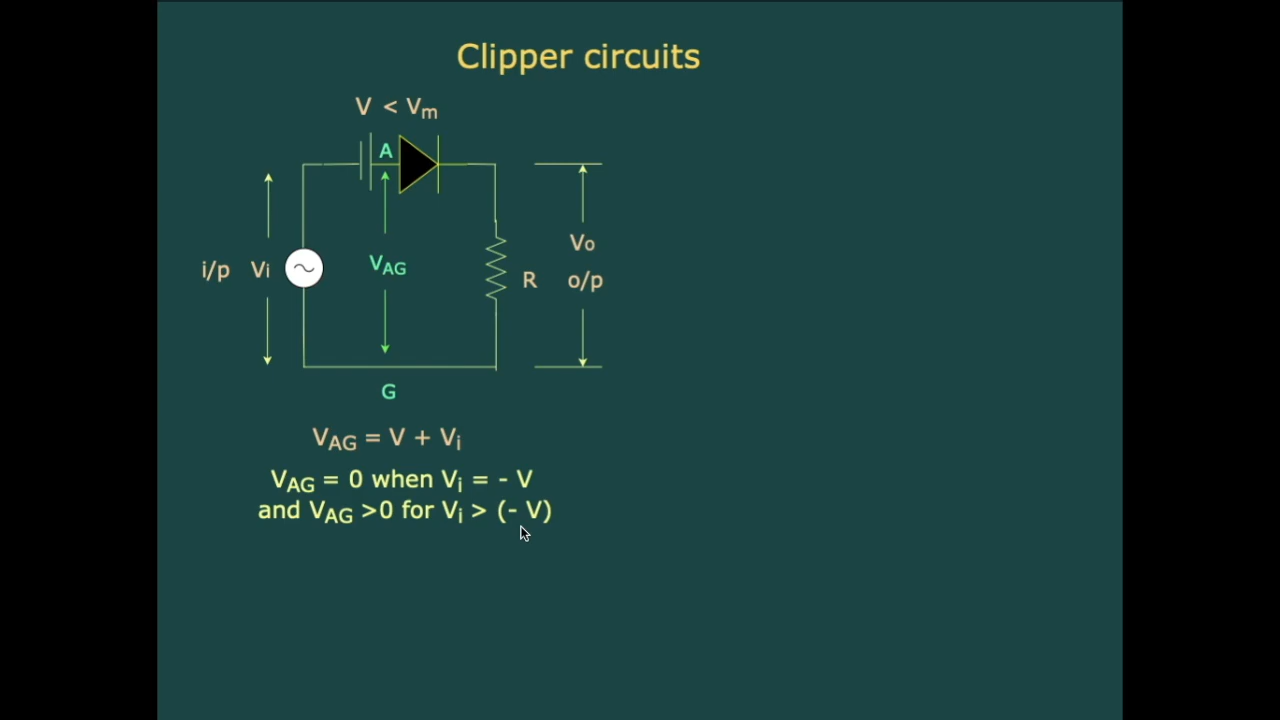 Clipper circuits
V < Vm
A
i/p Vi
VAG
R
Vo
o/p
G
VAG = V + Vi
VAG = 0 when Vi = - V
and VAG >0 for Vi > (- V)